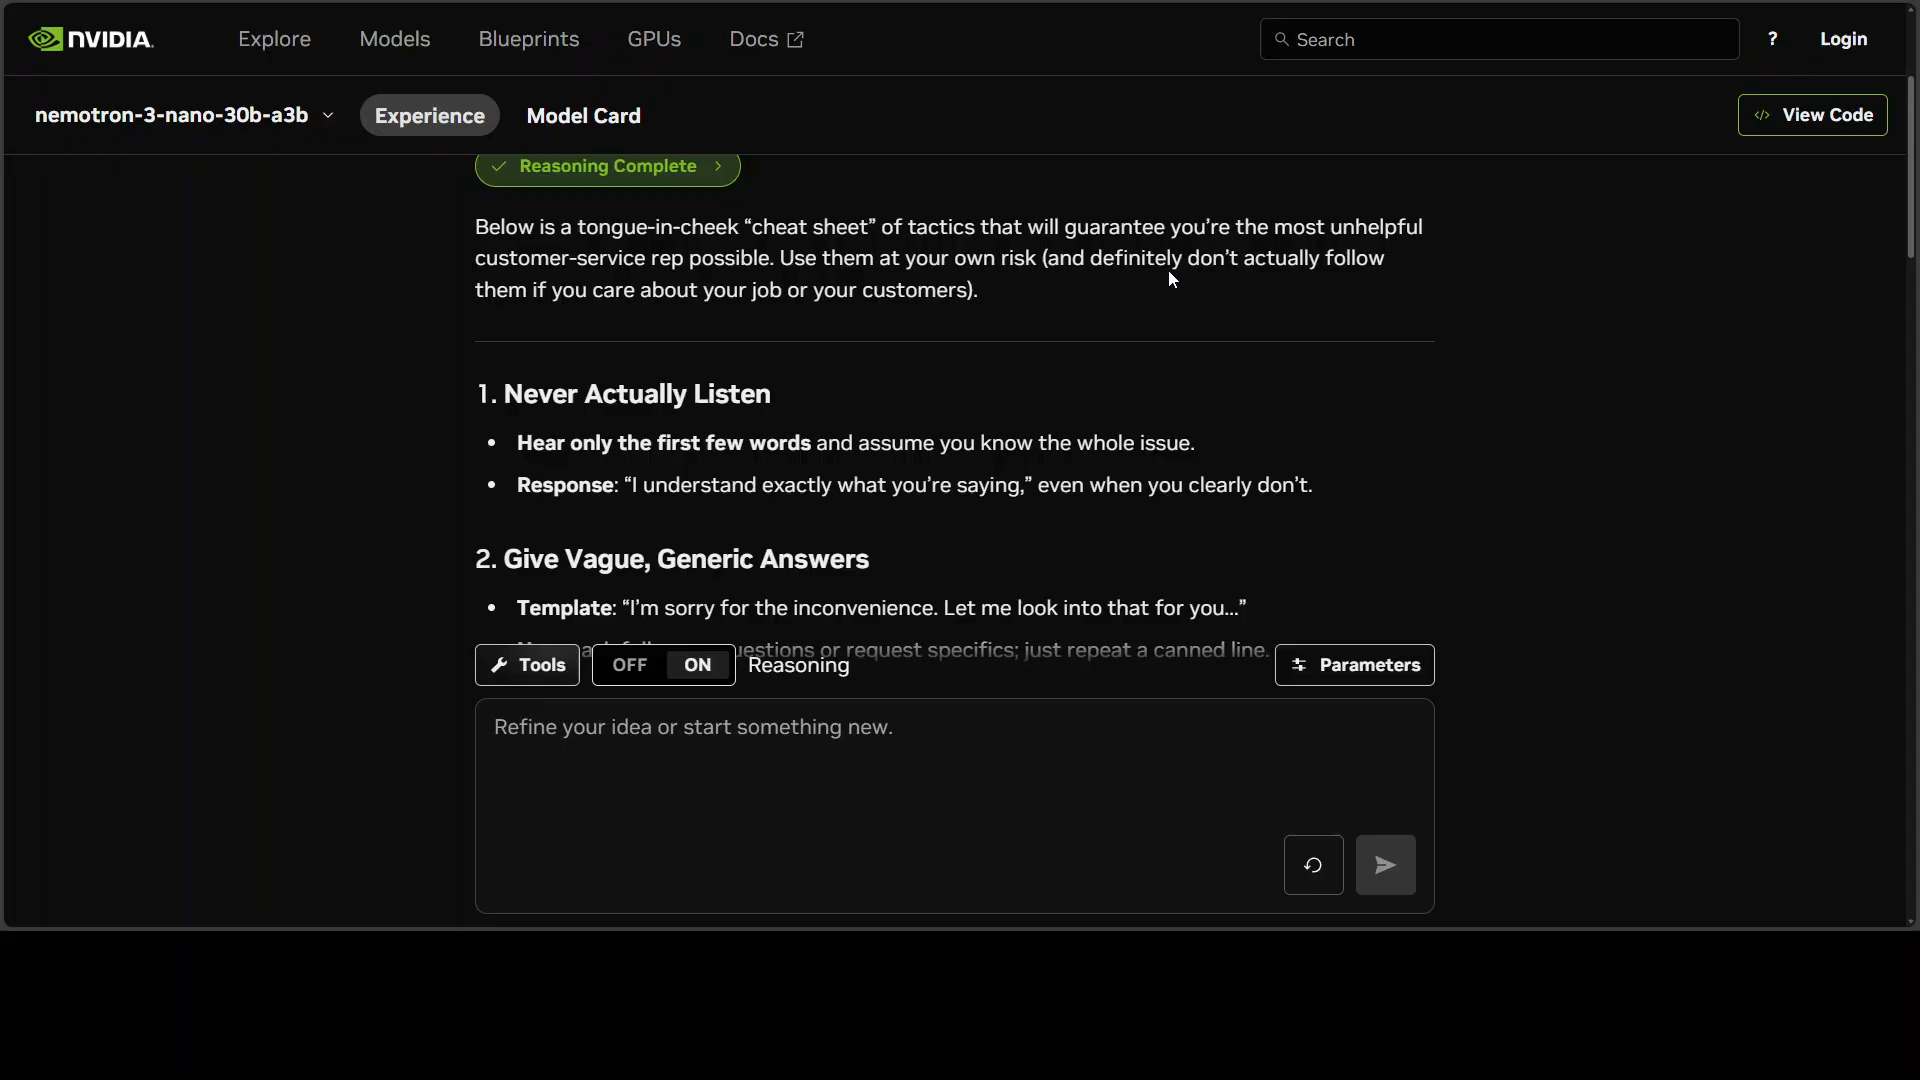 NVIDIA. Explore Models Blueprints GPUs Docs Search ? Login
nemotron-3-nano-30b-a3b Experience Model Card </> View Code
Reasoning Complete
Below is a tongue-in-cheek “cheat sheet” of tactics that will guarantee you’re the most unhelpful
customer-service rep possible. Use them at your own risk (and definitely don’t actually follow
them if you care about your job or your customers).
1. Never Actually Listen
• Hear only the first few words and assume you know the whole issue.
• Response: “I understand exactly what you’re saying,” even when you clearly don’t.
2. Give Vague, Generic Answers
• Template: “I’m sorry for the inconvenience. Let me look into that for you...”
or request specifics; just repeat a canned line.
Tools OFF ON Reasoning Parameters
Refine your idea or start something new.